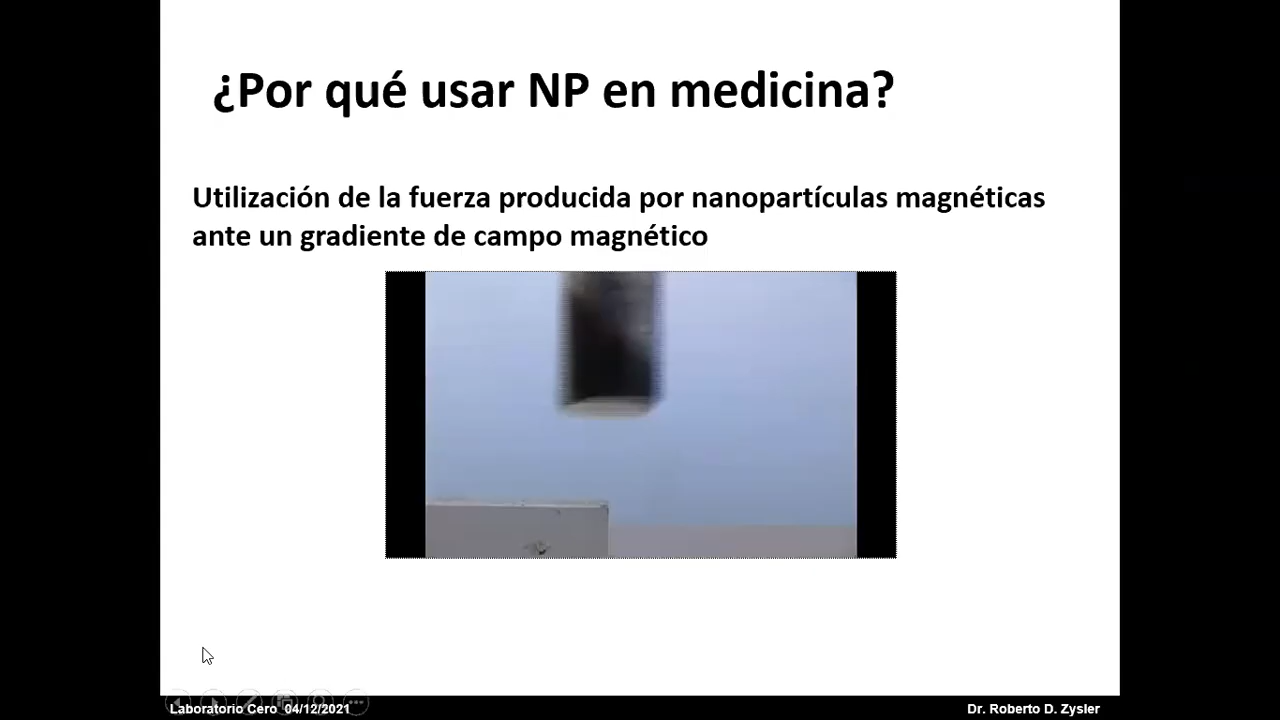 ¿Por qué usar NP en medicina?
Utilización de la fuerza producida por nanopartículas magnéticas
ante un gradiente de campo magnético
Laboratorio Cero 04/12/2021
Dr. Roberto D. Zysler